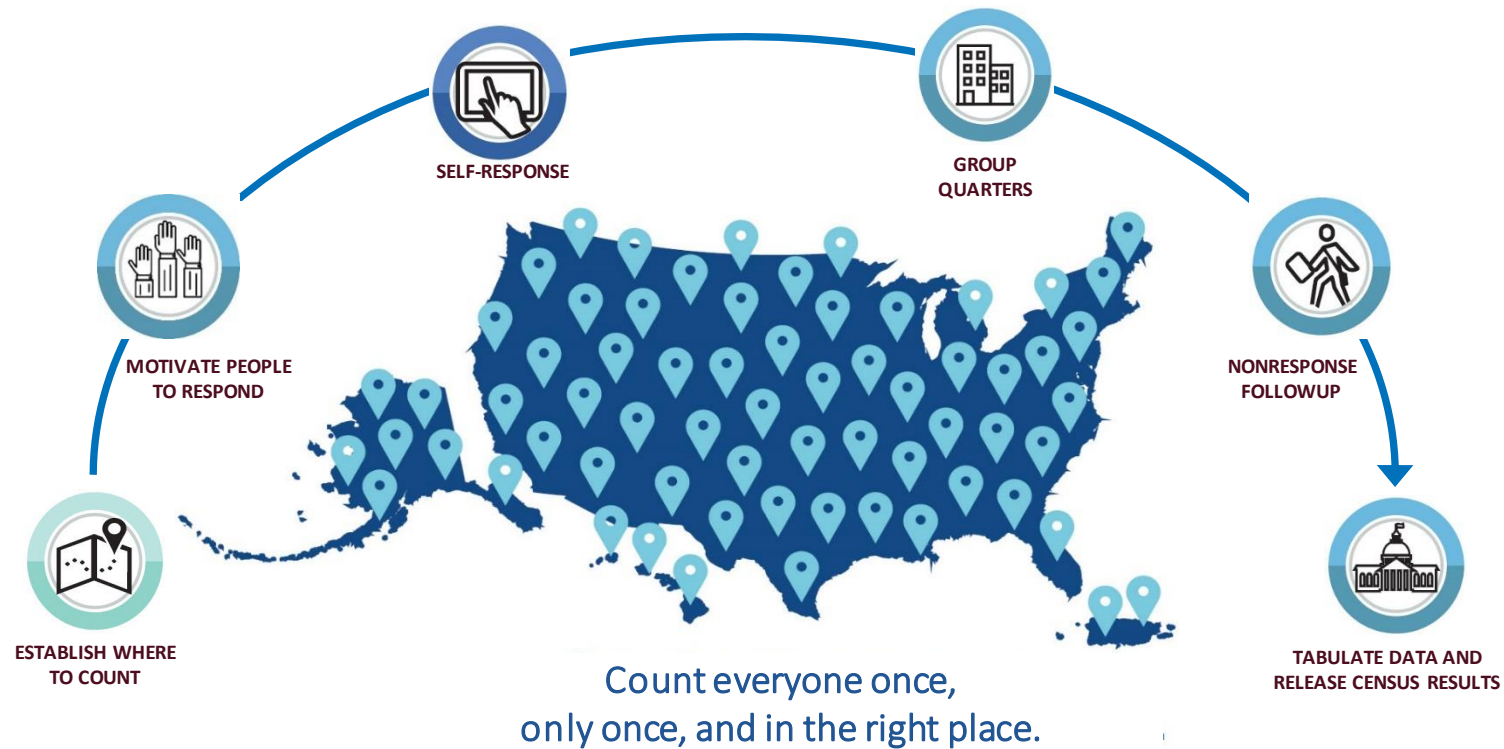 ESTABLISH WHERE
TO COUNT
MOTIVATE PEOPLE
TO RESPOND
SELF-RESPONSE
GROUP
QUARTERS
NONRESPONSE
FOLLOWUP
TABULATE DATA AND
RELEASE CENSUS RESULTS
Count everyone once,
only once, and in the right place.